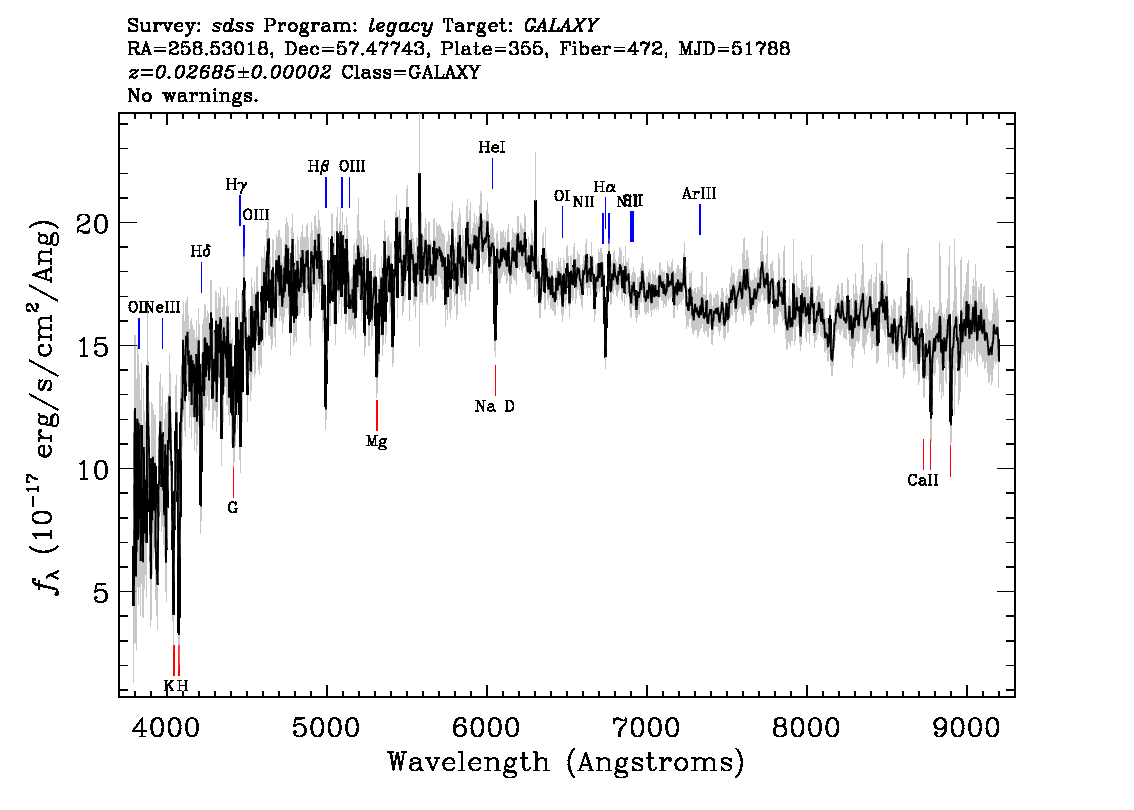 Survey: sdss Program: legacy Target: GALAXY
RA=258.53018, Dec=57.47743, Plate=355, Fiber=472, MJD=51788
z=0.02685±0.00002 Class=GALAXY
No warnings.
HeI
Hβ OIII
Hγ
Hα
OI NII ArIII
OIII
Hδ
NeIII
Na D
Mg
CaII
G
K H
20
15
10
5
4000 5000 6000 7000 8000 9000
Wavelength (Angstroms)
fλ (10⁻¹⁷ erg/s/cm²/Ang)